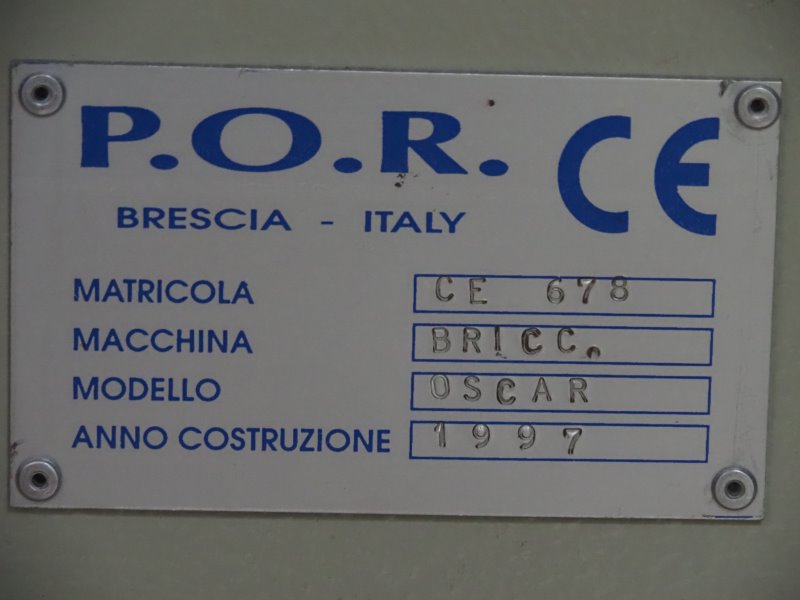 P.O.R. CE
BRESCIA - ITALY
MATRICOLA CE 678
MACCHINA BRICC.
MODELLO OSCAR
ANNO COSTRUZIONE 1997